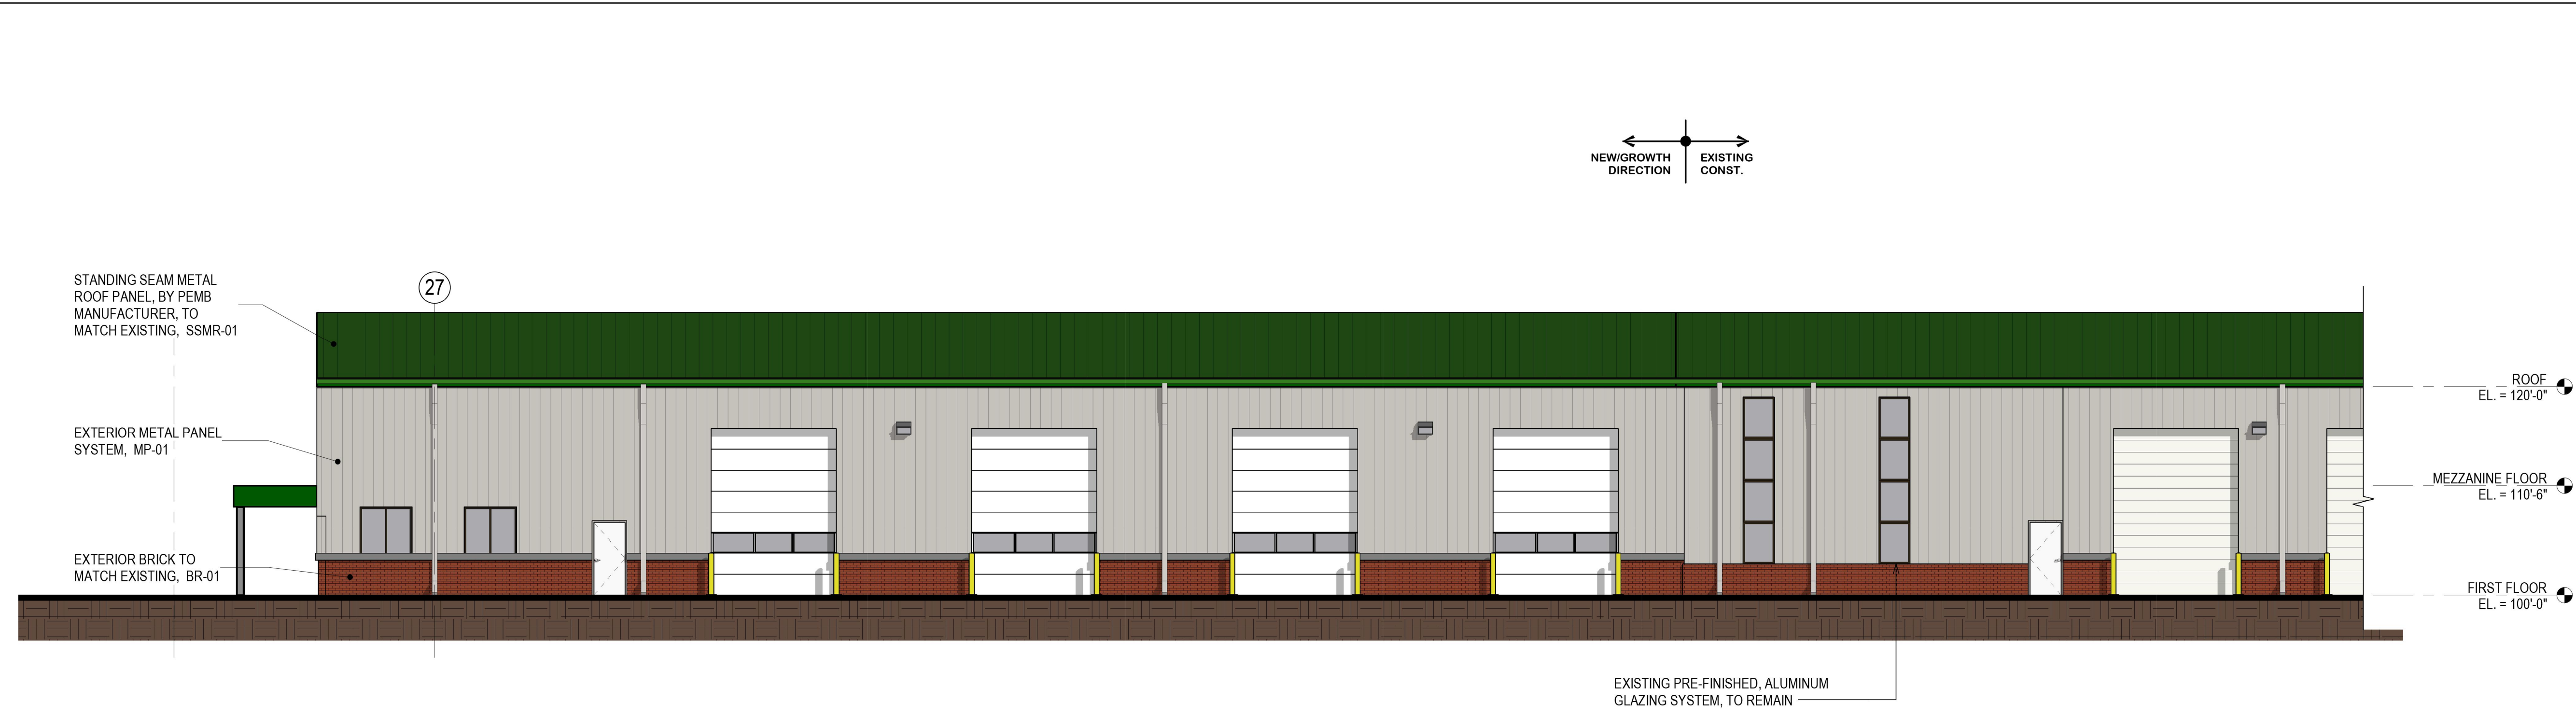 NEW/GROWTH
DIRECTION
EXISTING
CONST.
27
STANDING SEAM METAL
ROOF PANEL, BY PEMB
MANUFACTURER, TO
MATCH EXISTING, SSMR-01
EXTERIOR METAL PANEL
SYSTEM, MP-01
EXTERIOR BRICK TO
MATCH EXISTING, BR-01
ROOF
EL. = 120'-0"
MEZZANINE FLOOR
EL. = 110'-6"
FIRST FLOOR
EL. = 100'-0"
EXISTING PRE-FINISHED, ALUMINUM
GLAZING SYSTEM, TO REMAIN